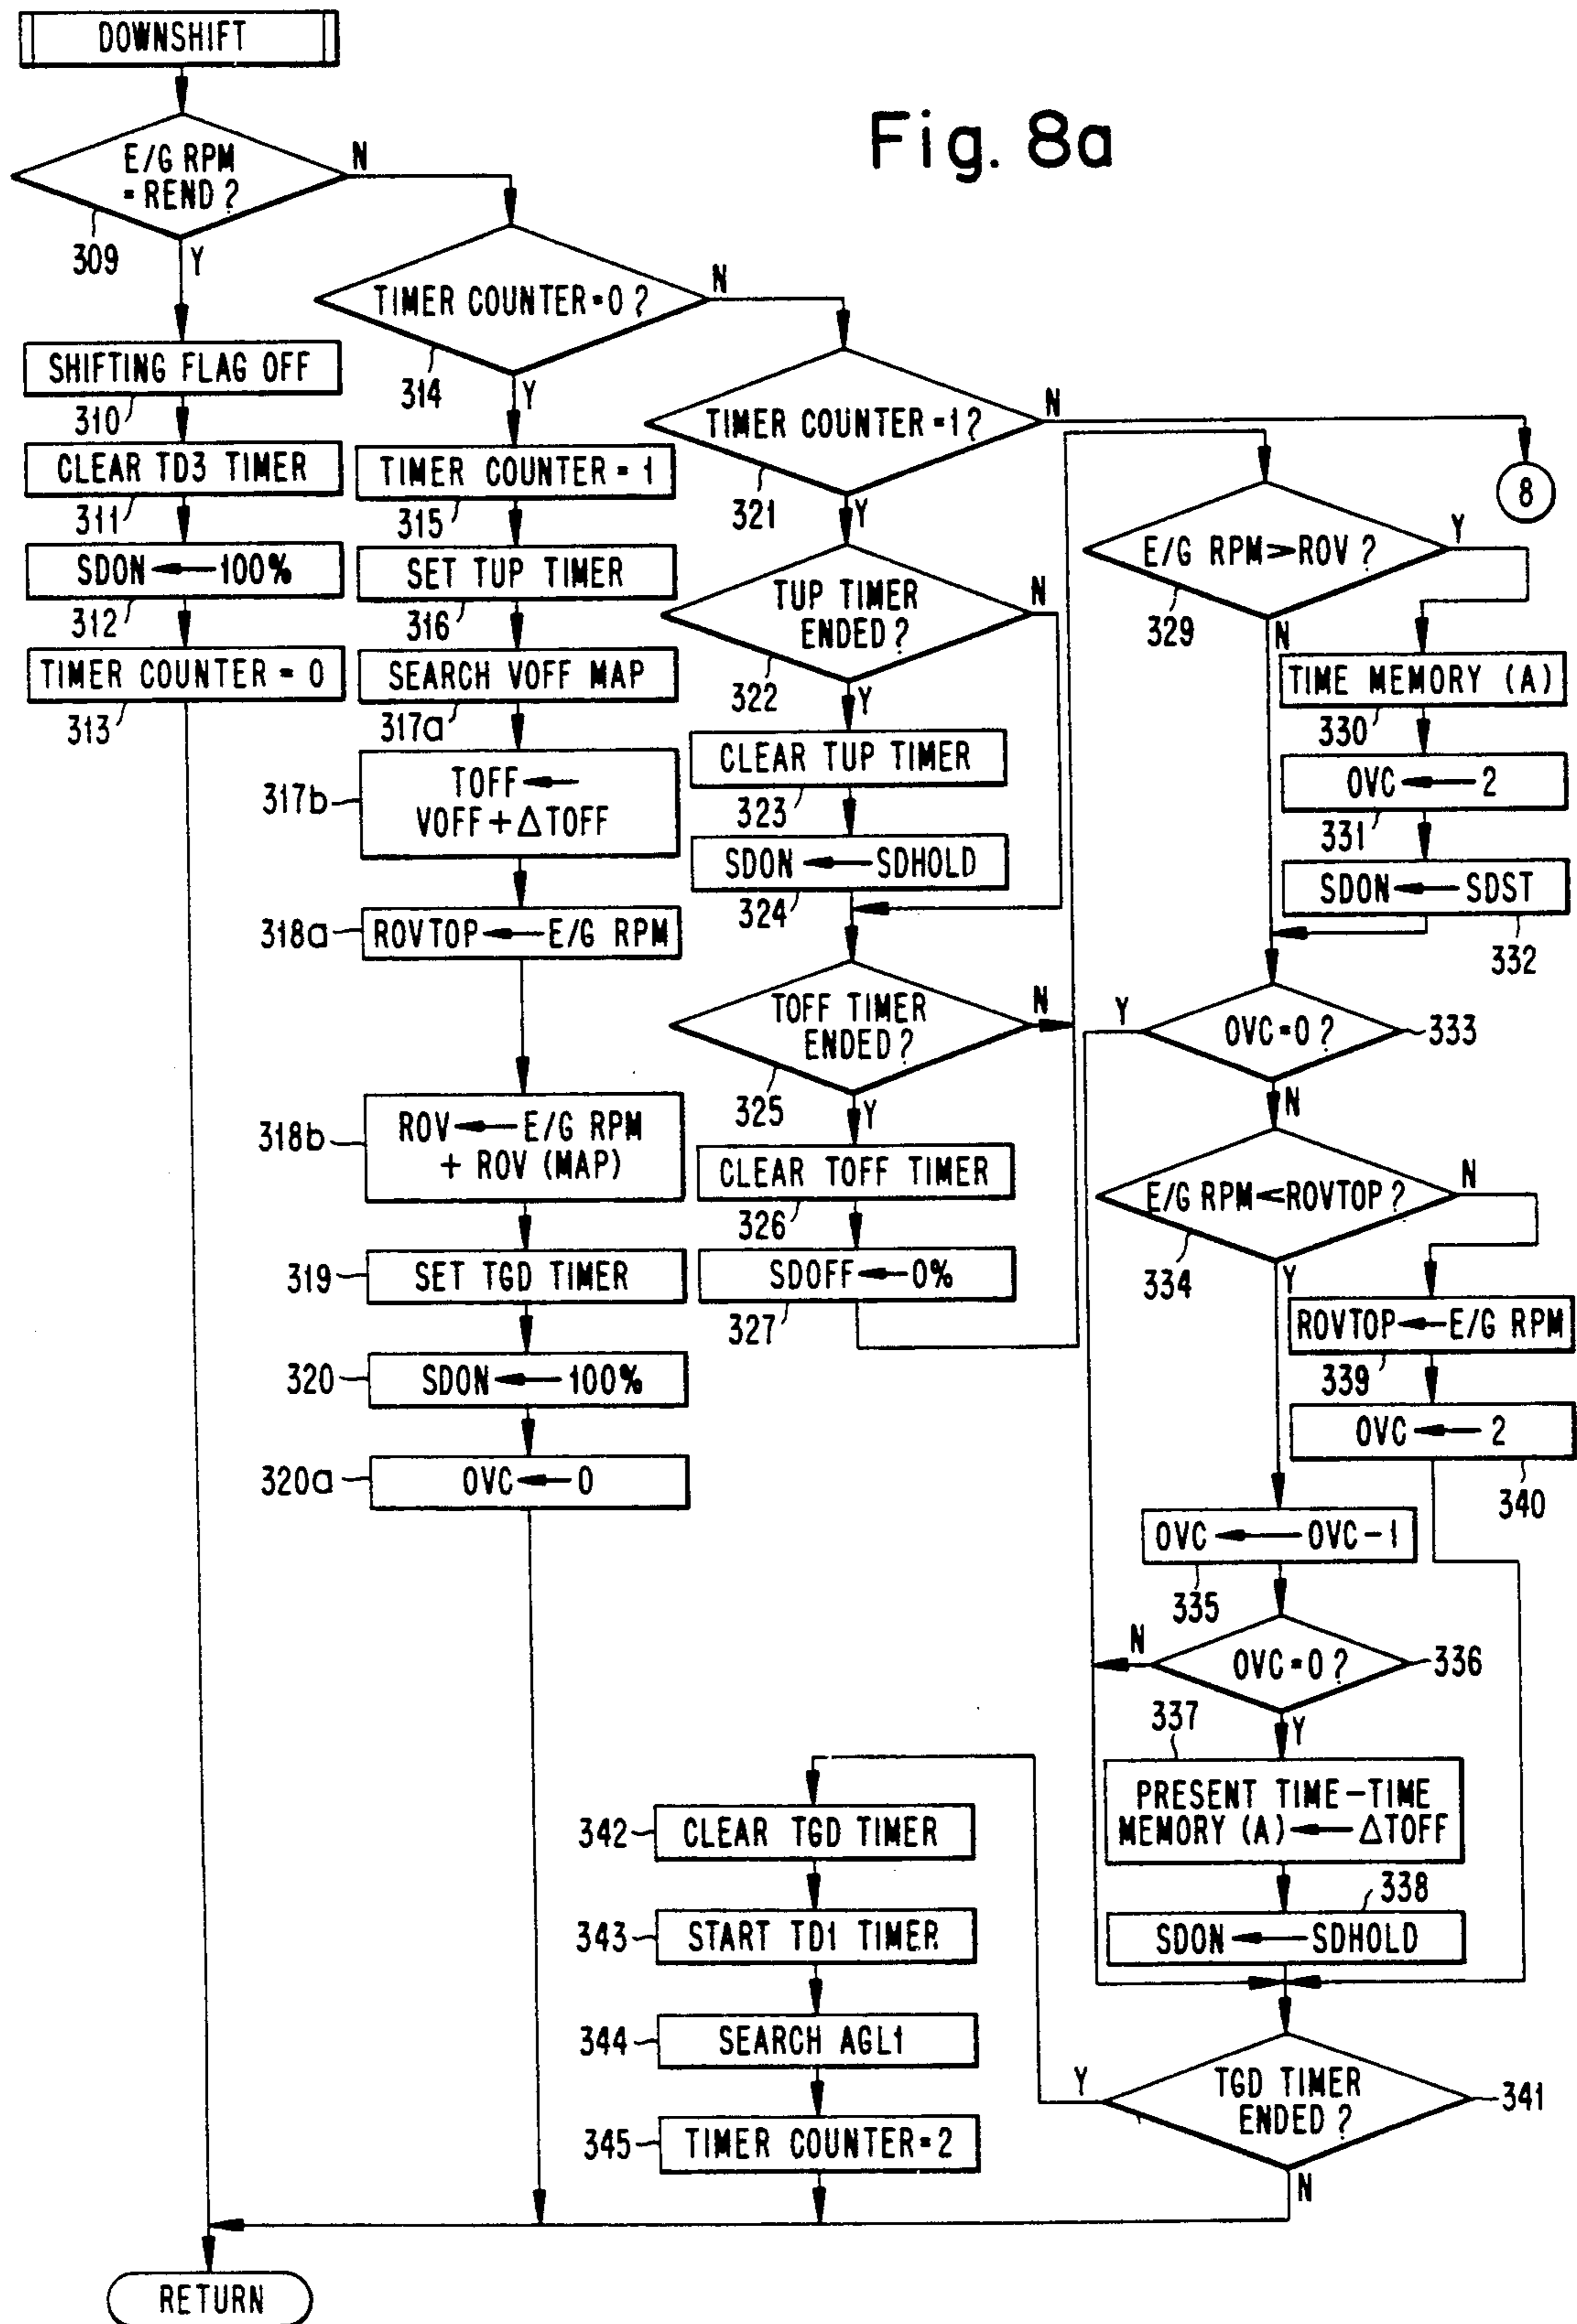 DOWNSHIFT
Fig. 8a
E/G RPM
= REND ?
N
309
Y
SHIFTING FLAG OFF
310
CLEAR TD3 TIMER
311
SDON ← 100%
312
TIMER COUNTER = 0
313
TIMER COUNTER = 0 ?
N
314
Y
TIMER COUNTER = 1
315
SET TUP TIMER
316
SEARCH VOFF MAP
317a
317b
TOFF ←
VOFF + ΔTOFF
318a
ROVTOP ← E/G RPM
318b
ROV ← E/G RPM
+ ROV (MAP)
319
SET TGD TIMER
320
SDON ← 100%
320a
OVC ← 0
TIMER COUNTER = 1 ?
N
321
Y
8
TUP TIMER
ENDED ?
N
322
Y
CLEAR TUP TIMER
323
SDON ← SDHOLD
324
TOFF TIMER
ENDED ?
N
325
Y
CLEAR TOFF TIMER
326
SDOFF ← 0%
327
E/G RPM > ROV ?
Y
329
N
TIME MEMORY (A)
330
OVC ← 2
331
SDON ← SDST
332
Y
OVC = 0 ?
333
N
E/G RPM < ROVTOP ?
N
334
Y
ROVTOP ← E/G RPM
339
OVC ← 2
340
OVC ← OVC - 1
335
N
OVC = 0 ?
336
337
Y
PRESENT TIME - TIME
MEMORY (A) ← ΔTOFF
338
SDON ← SDHOLD
Y
TGD TIMER
ENDED ?
341
N
342
CLEAR TGD TIMER
343
START TD1 TIMER
344
SEARCH AGL1
345
TIMER COUNTER = 2
RETURN